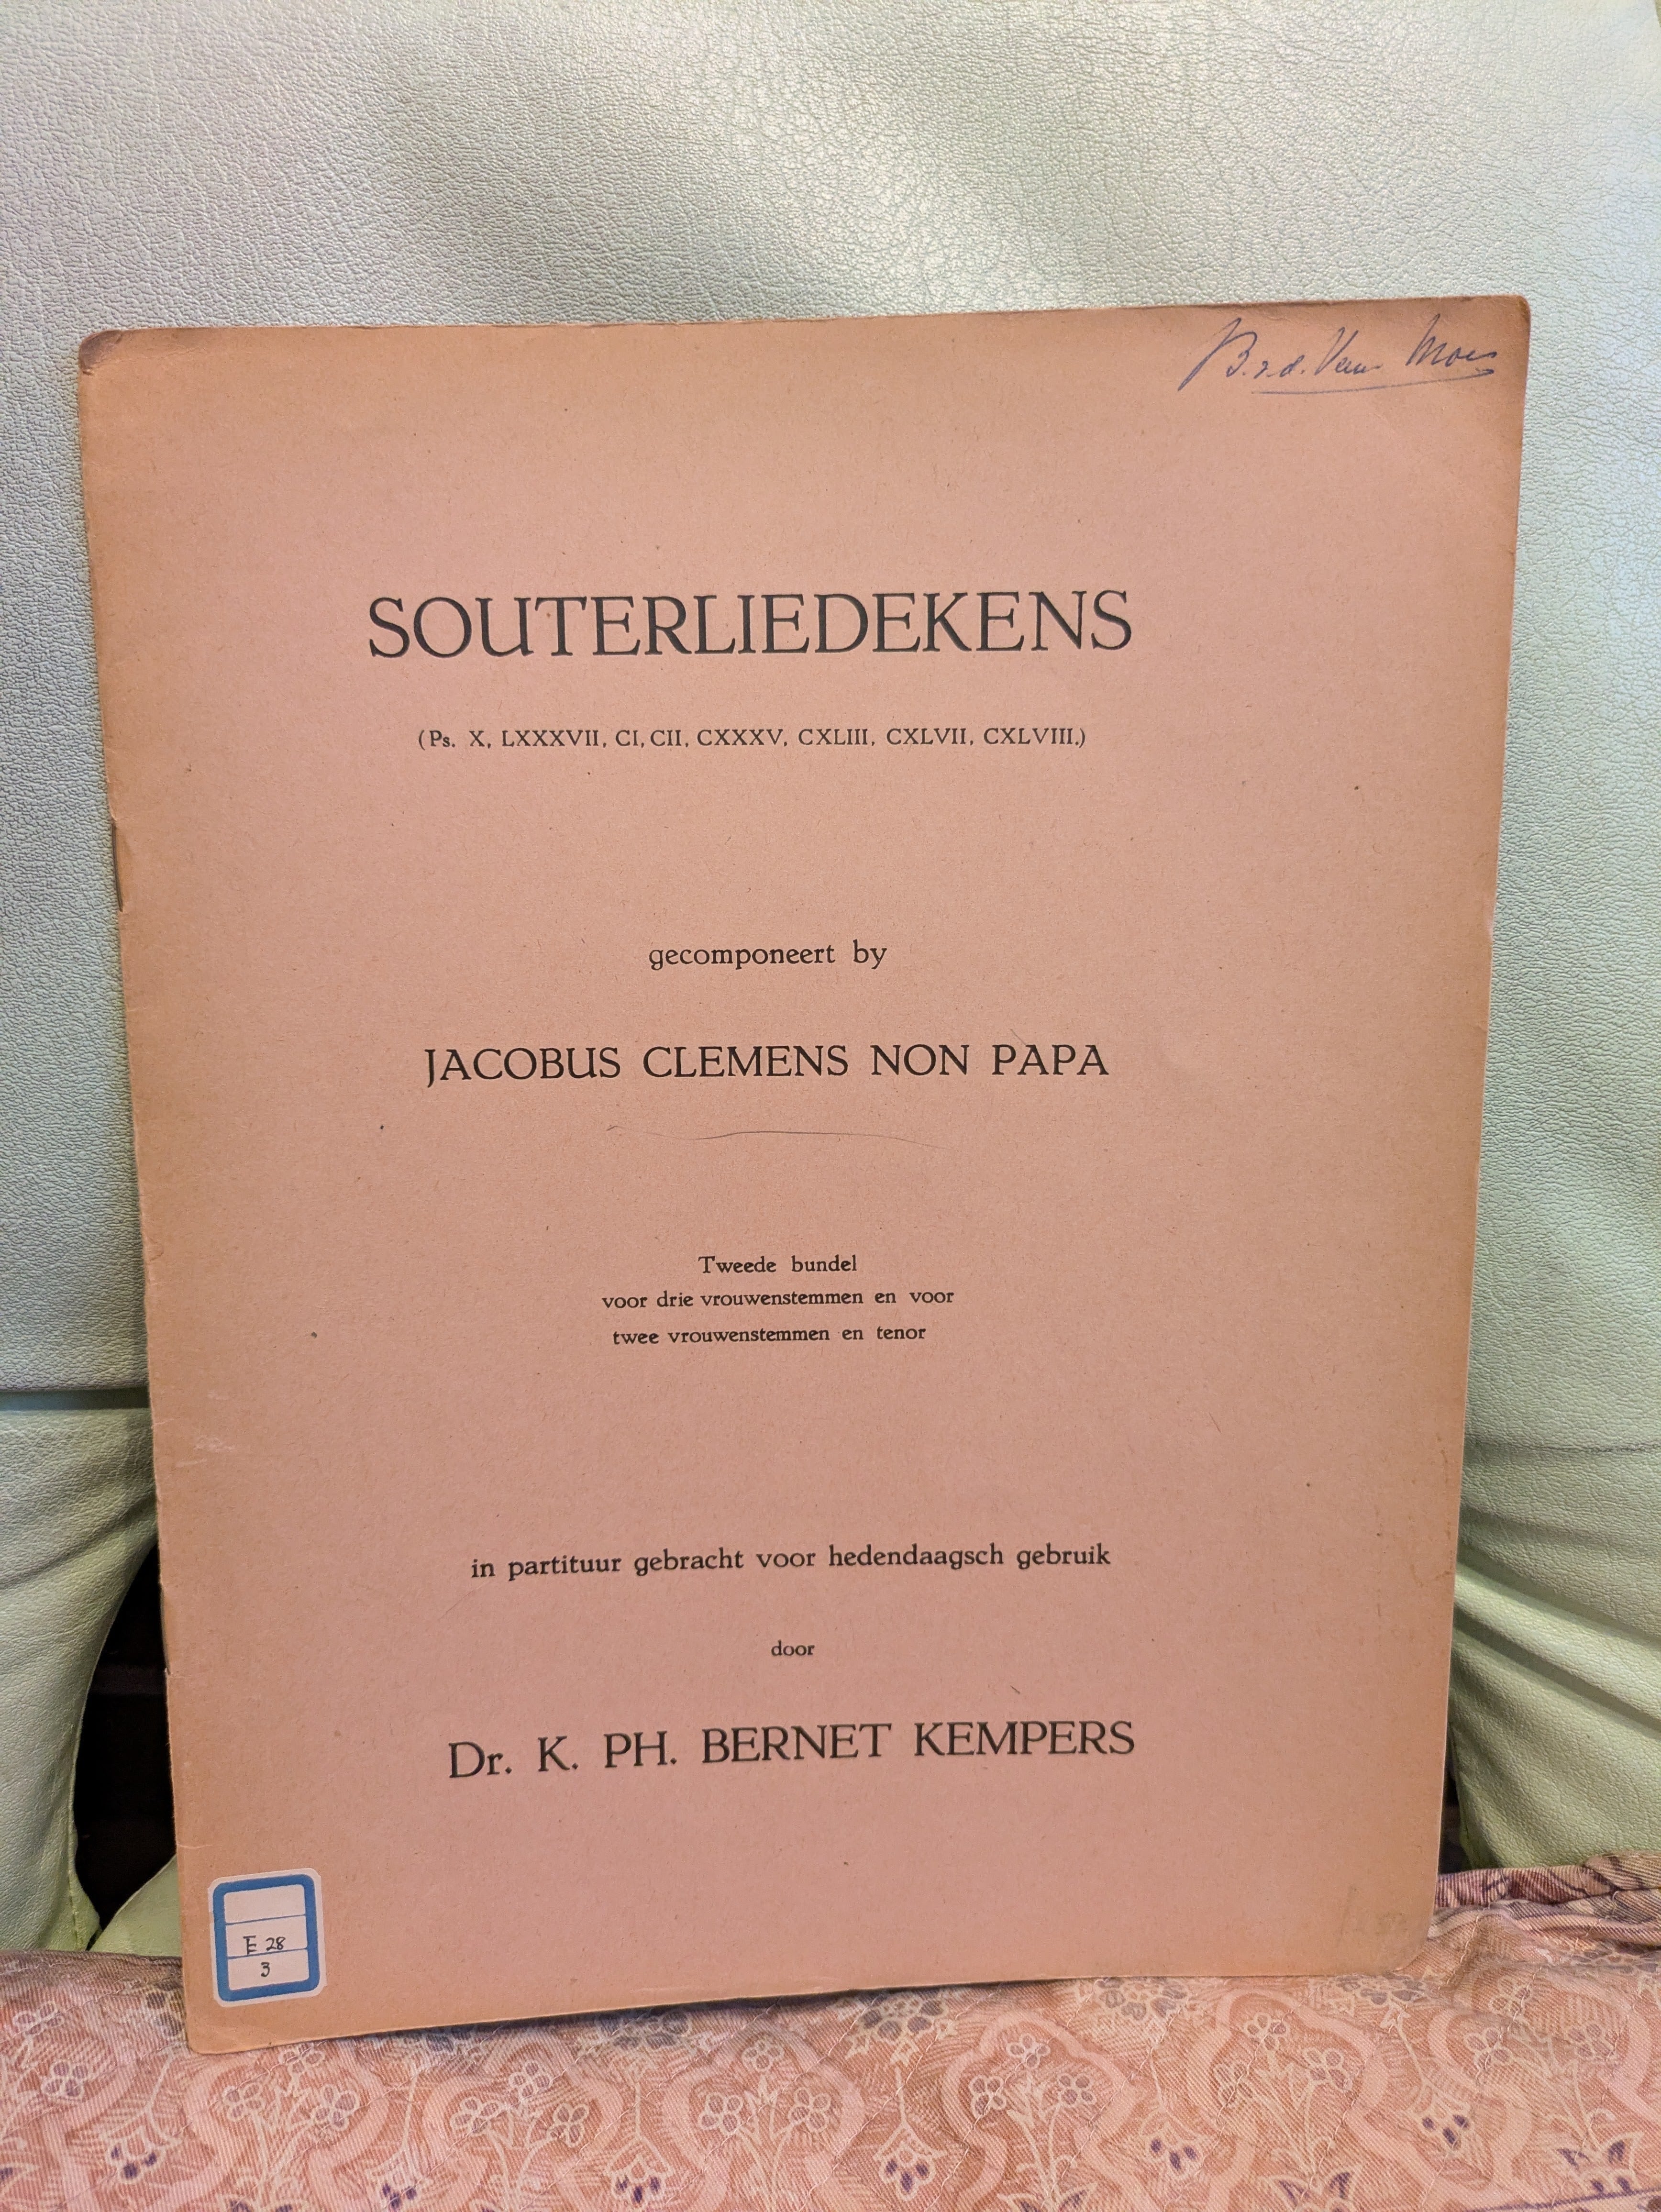 SOUTERLIEDEKENS
(Ps. X, LXXXVII, CI, CII, CXXXV, CXLIII, CXLVII, CXLVIII.)
gecomponeert by
JACOBUS CLEMENS NON PAPA
Tweede bundel
voor drie vrouwenstemmen en voor
twee vrouwenstemmen en tenor
in partituur gebracht voor hedendaagsch gebruik
door
Dr. K. PH. BERNET KEMPERS
E 28
3